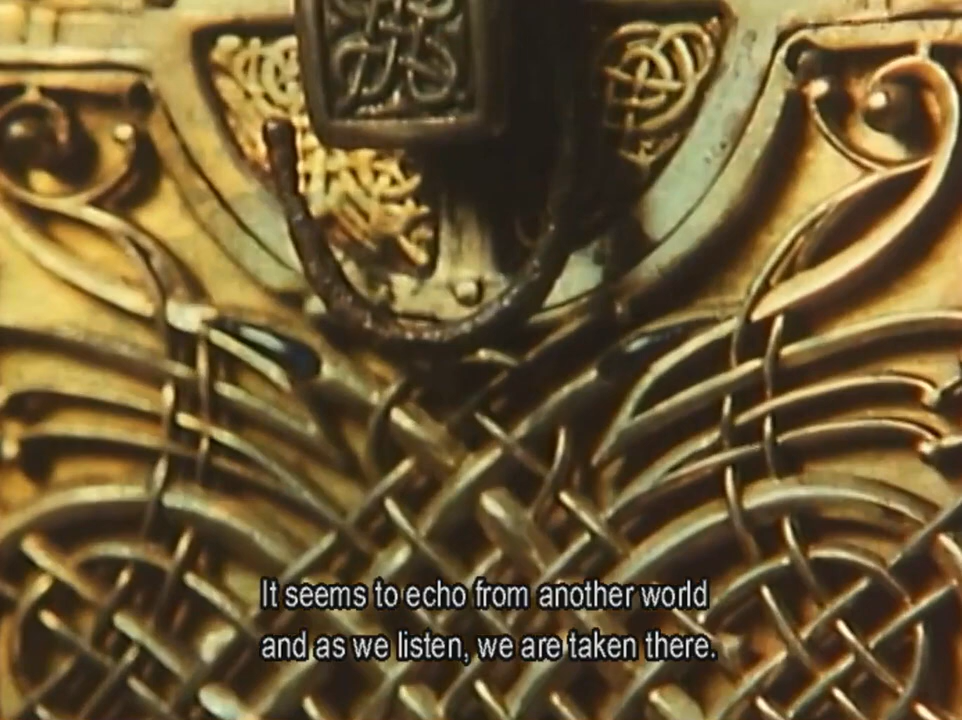 It seems to echo from another world
and as we listen, we are taken there.